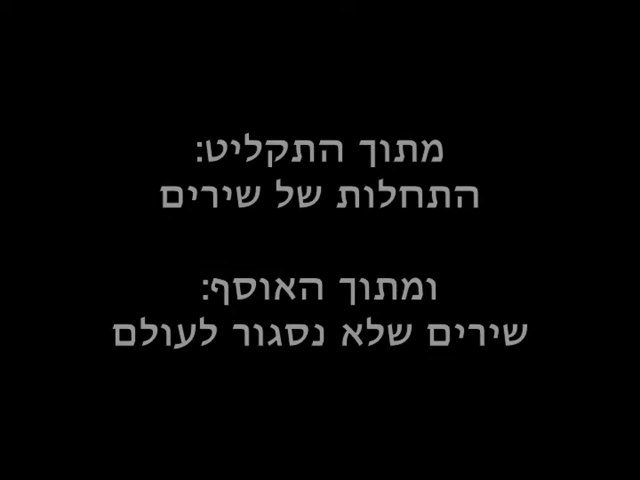 מתוך התקליט:
התחלות של שירים
ומתוך האוסף:
שירים שלא נסגור לעולם